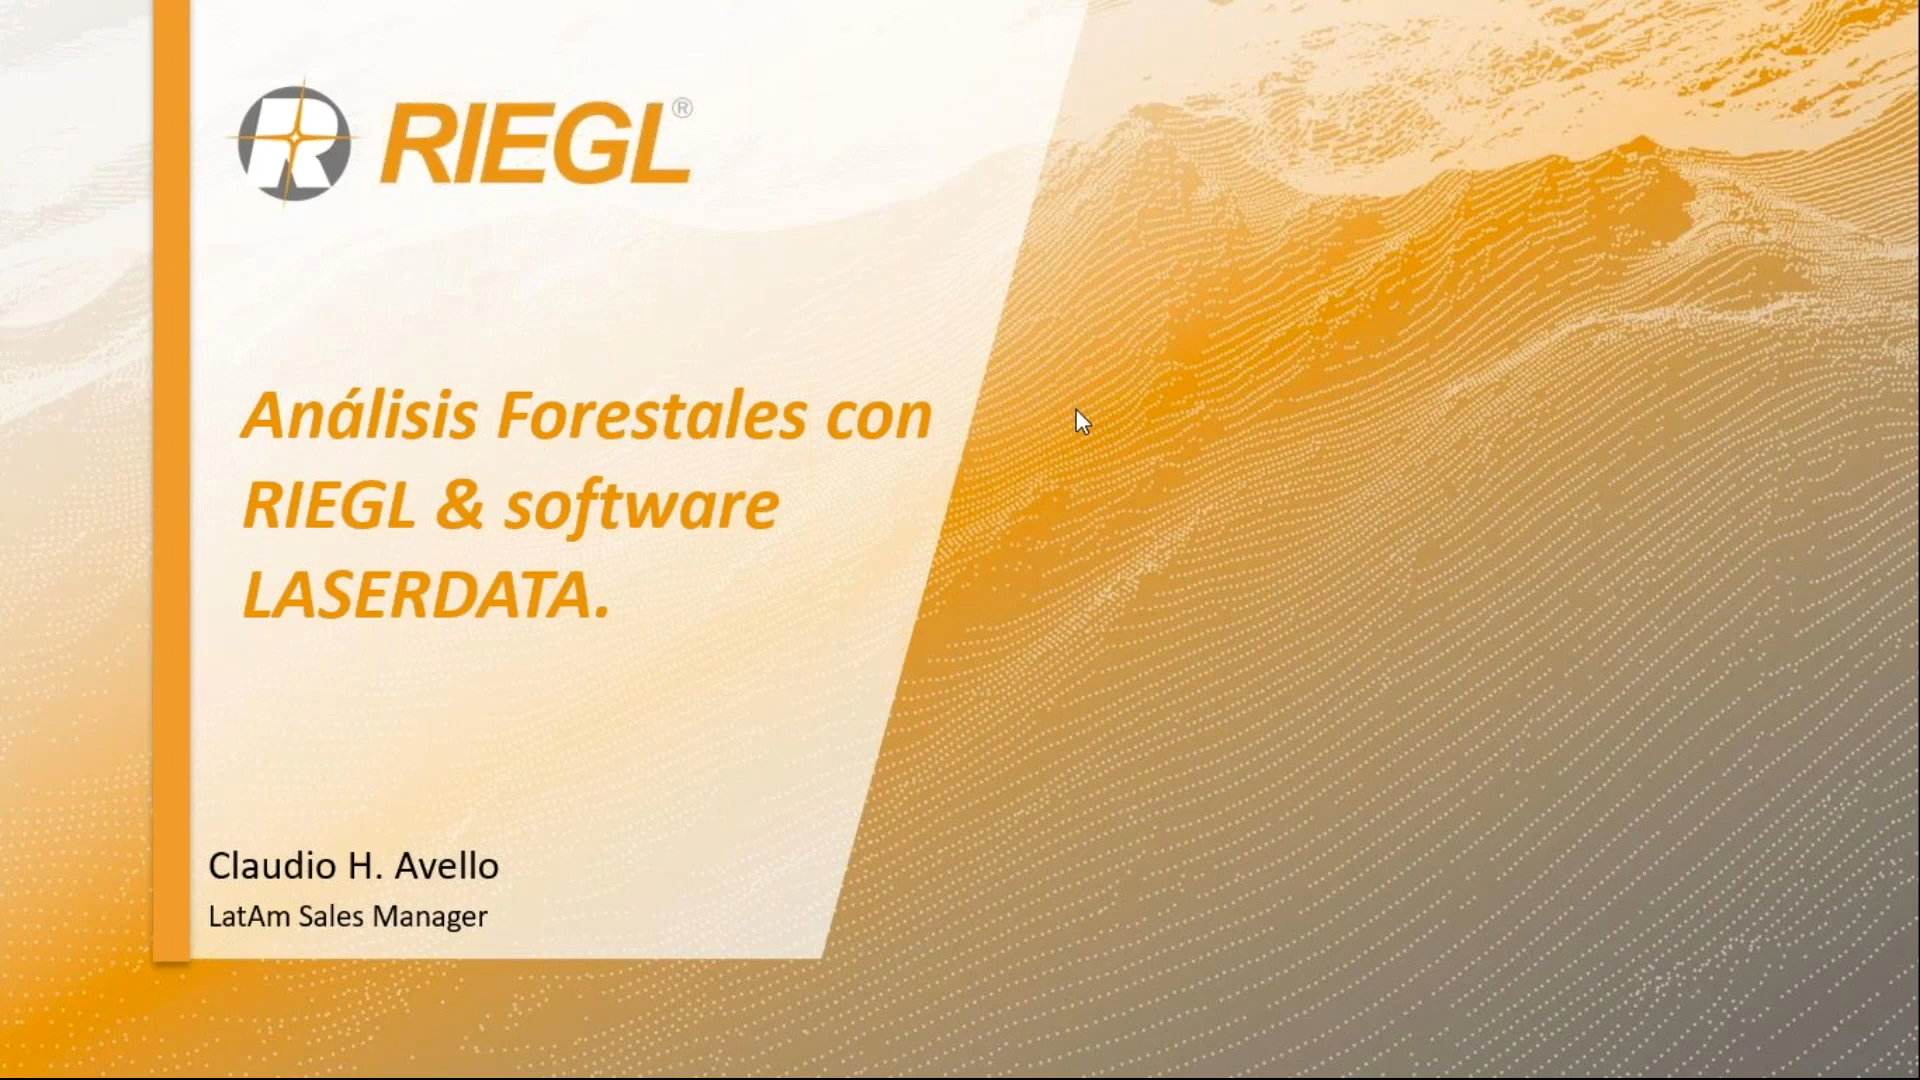 RIEGL®
Análisis Forestales con
RIEGL & software
LASERDATA.
Claudio H. Avello
LatAm Sales Manager